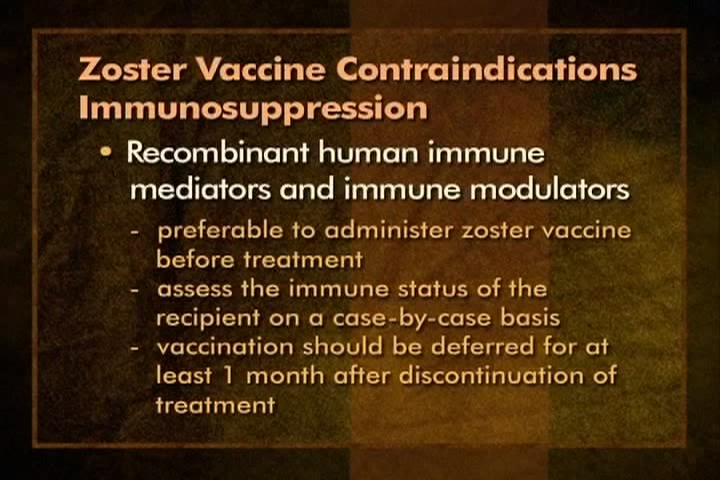 Zoster Vaccine Contraindications
Immunosuppression
• Recombinant human immune
mediators and immune modulators
- preferable to administer zoster vaccine
before treatment
- assess the immune status of the
recipient on a case-by-case basis
- vaccination should be deferred for at
least 1 month after discontinuation of
treatment